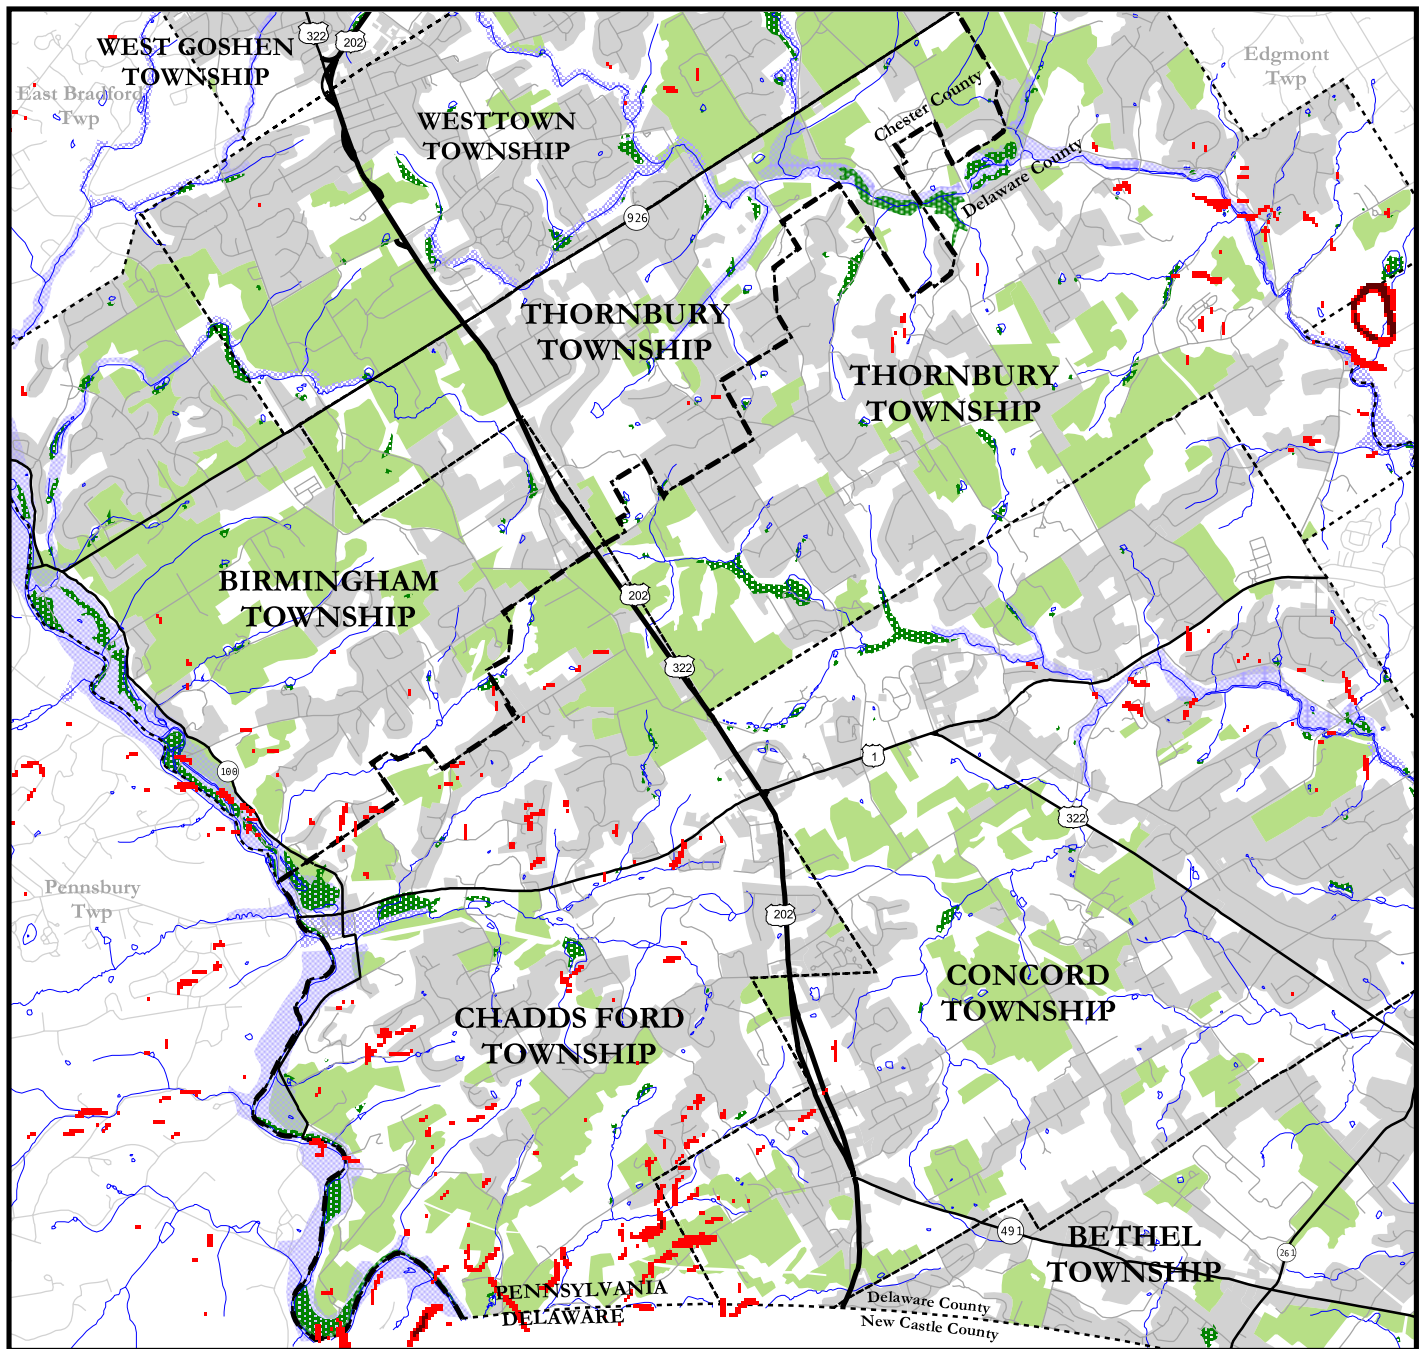 322
202
WEST GOSHEN
TOWNSHIP
Edgmont
Twp
East Bradford
Twp
Chester County
WESTTOWN
TOWNSHIP
Delaware County
926
THORNBURY
TOWNSHIP
THORNBURY
TOWNSHIP
BIRMINGHAM
TOWNSHIP
202
322
1
100
322
Pennsbury
Twp
202
CONCORD
TOWNSHIP
CHADDS FORD
TOWNSHIP
491
BETHEL
TOWNSHIP
261
PENNSYLVANIA
DELAWARE
Delaware County
New Castle County